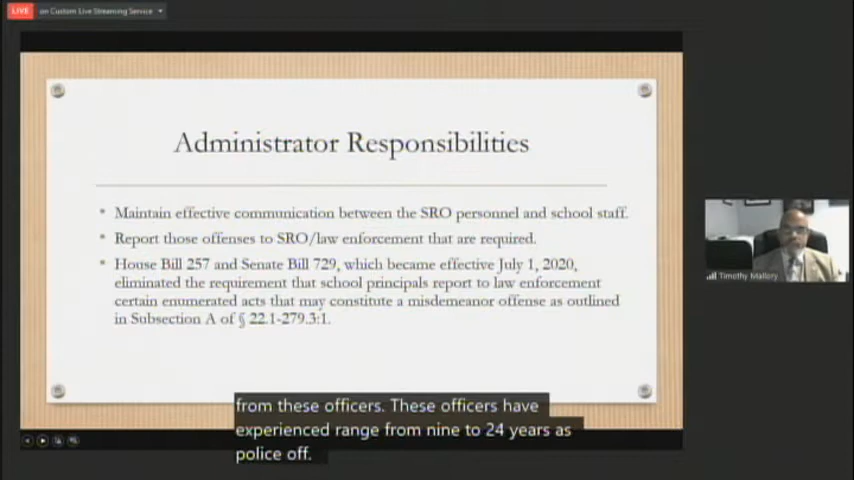 LIVE on Custom Live Streaming Service
Administrator Responsibilities
* Maintain effective communication between the SRO personnel and school staff.
* Report those offenses to SRO/law enforcement that are required.
* House Bill 257 and Senate Bill 729, which became effective July 1, 2020,
eliminated the requirement that school principals report to law enforcement
certain enumerated acts that may constitute a misdemeanor offense as outlined
in Subsection A of § 22.1-279.3:1.
Timothy Mallory
from these officers. These officers have
experienced range from nine to 24 years as
police off.